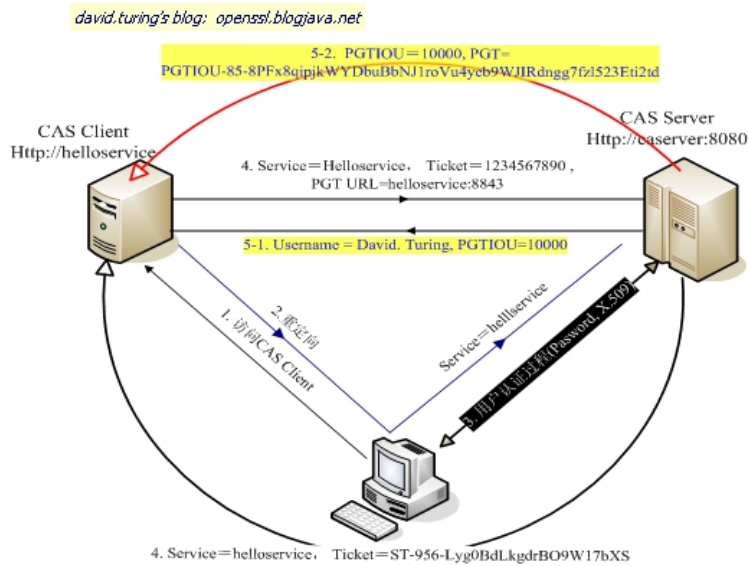 david.turing's blog: openssl.blogjava.net
5-2. PGTIOU=10000, PGT=
PGTIOU-85-8PFx8qipjkWYDbuBbNJ1roVu4yeb9WJIRdngg7fzl523Eti2td
CAS Client
Http://helloservice
CAS Server
Http://caserver:8080
4. Service=Helloservice, Ticket=1234567890 ,
PGT URL=helloservice:8843
5-1. Username = David. Turing, PGTIOU=10000
2.重定向
1. 访问CAS Client
Service=helllservice
3. 用户认证过程(Pasword, X.509)
4. Service=helloservice, Ticket=ST-956-Lyg0BdLkgdrBO9W17bXS